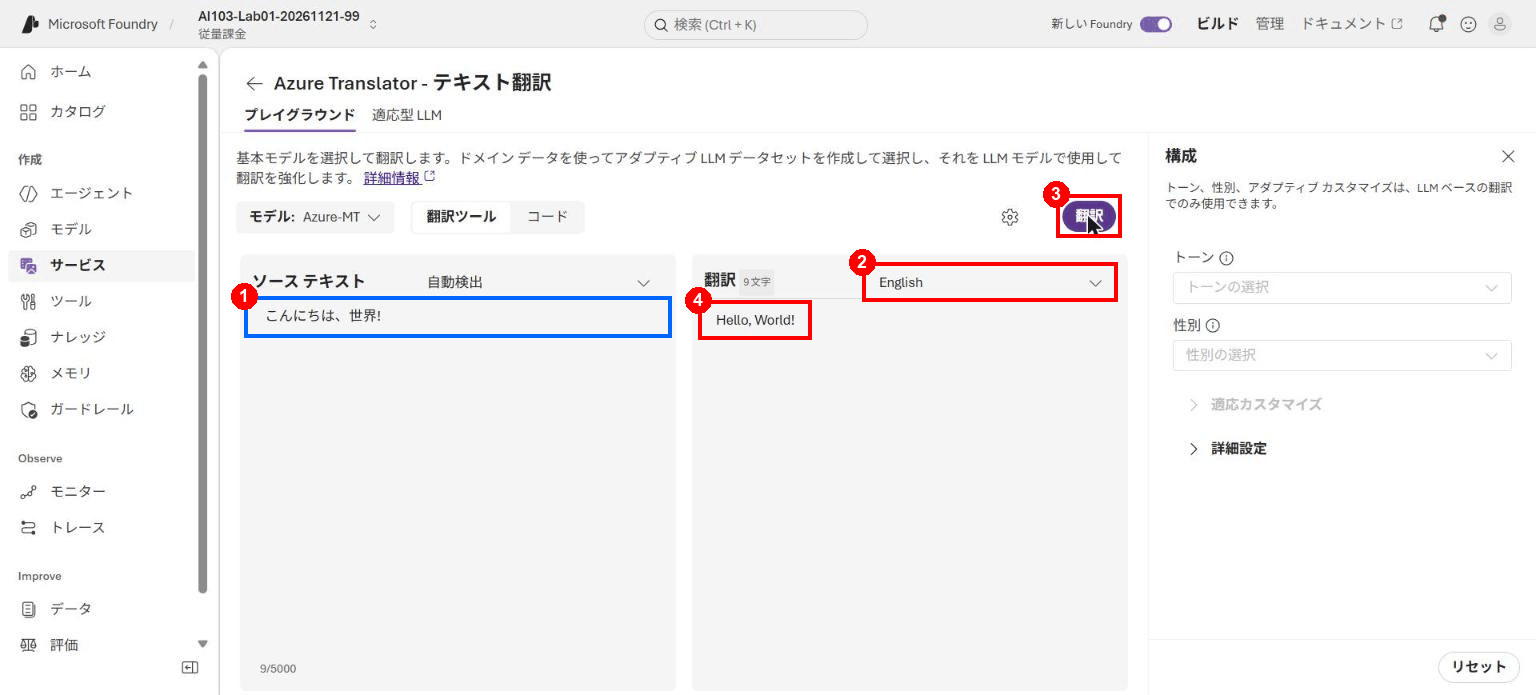 Microsoft Foundry / AI103-Lab01-20261121-99
従量課金
検索 (Ctrl + K)
新しい Foundry ビルド 管理 ドキュメント
ホーム
カタログ
作成
エージェント
モデル
サービス
ツール
ナレッジ
メモリ
ガードレール
Observe
モニター
トレース
Improve
データ
評価
Azure Translator - テキスト翻訳
プレイグラウンド 適応型 LLM
基本モデルを選択して翻訳します。ドメイン データを使ってアダプティブ LLM データセットを作成して選択し、それを LLM モデルで使用して
翻訳を強化します。 詳細情報
モデル: Azure-MT 翻訳ツール コード
3
翻訳
ソース テキスト 自動検出
1
こんにちは、世界!
9/5000
翻訳 9文字
2
English
4
Hello, World!
構成
トーン、性別、アダプティブ カスタマイズは、LLM ベースの翻訳
でのみ使用できます。
トーン
トーンの選択
性別
性別の選択
適応カスタマイズ
詳細設定
リセット